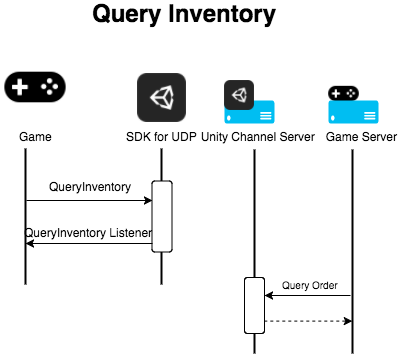 Query Inventory
Game
SDK for UDP
Unity Channel Server
Game Server
QueryInventory
QueryInventory Listener
Query Order